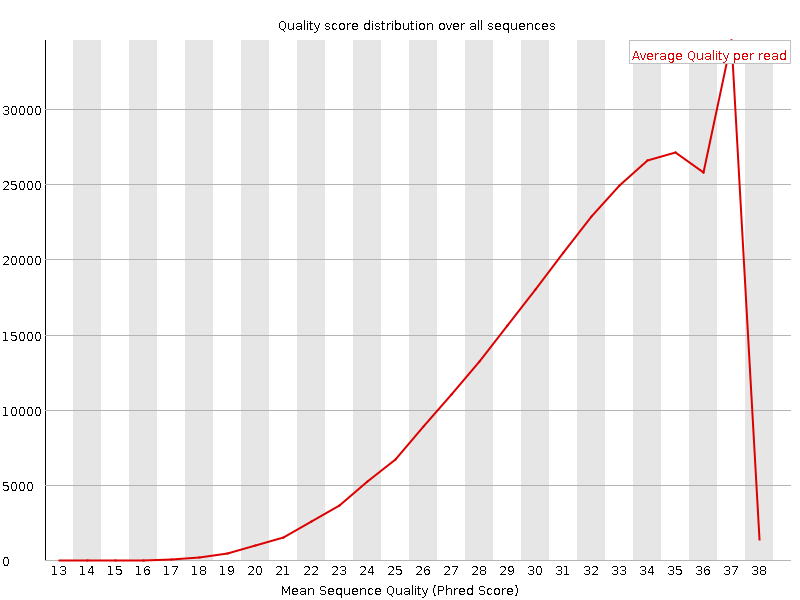 Quality score distribution over all sequences
Average Quality per read
30000
25000
20000
15000
10000
5000
0
13 14 15 16 17 18 19 20 21 22 23 24 25 26 27 28 29 30 31 32 33 34 35 36 37 38
Mean Sequence Quality (Phred Score)